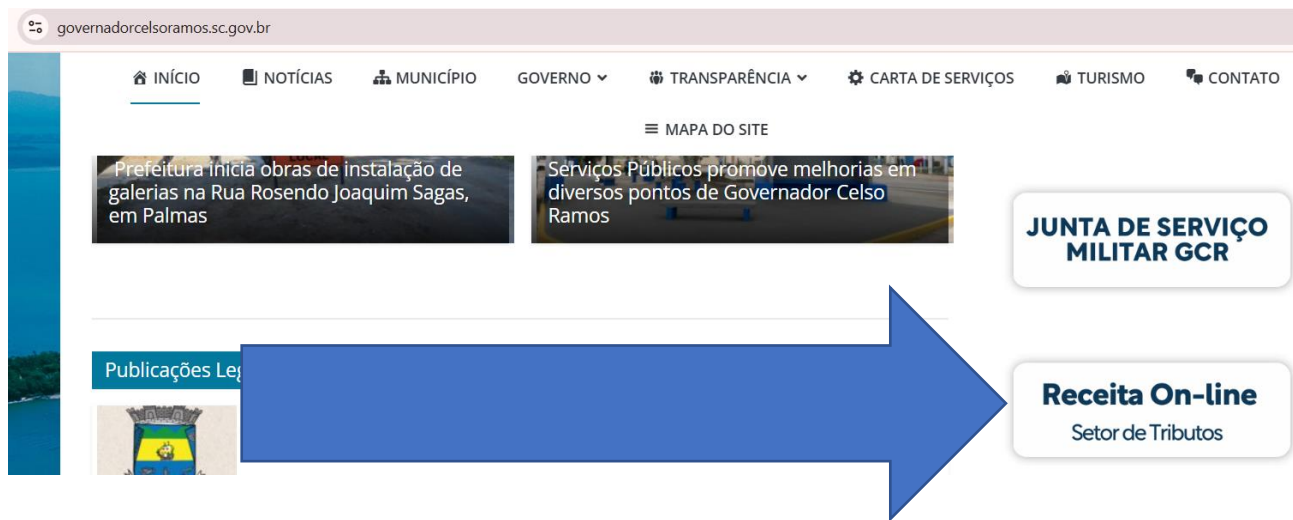 governadorcelsoramos.sc.gov.br
INÍCIO NOTÍCIAS MUNICÍPIO GOVERNO TRANSPARÊNCIA CARTA DE SERVIÇOS TURISMO CONTATO
MAPA DO SITE
Prefeitura inicia obras de instalação de
galerias na Rua Rosendo Joaquim Sagas,
em Palmas
Serviços Públicos promove melhorias em
diversos pontos de Governador Celso
Ramos
JUNTA DE SERVIÇO
MILITAR GCR
Publicações
Receita On-line
Setor de Tributos